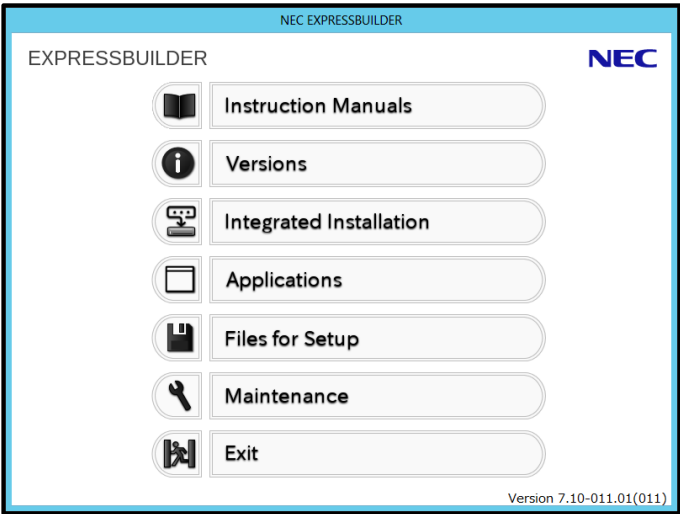 NEC EXPRESSBUILDER
EXPRESSBUILDER
NEC
Instruction Manuals
Versions
Integrated Installation
Applications
Files for Setup
Maintenance
Exit
Version 7.10-011.01(011)